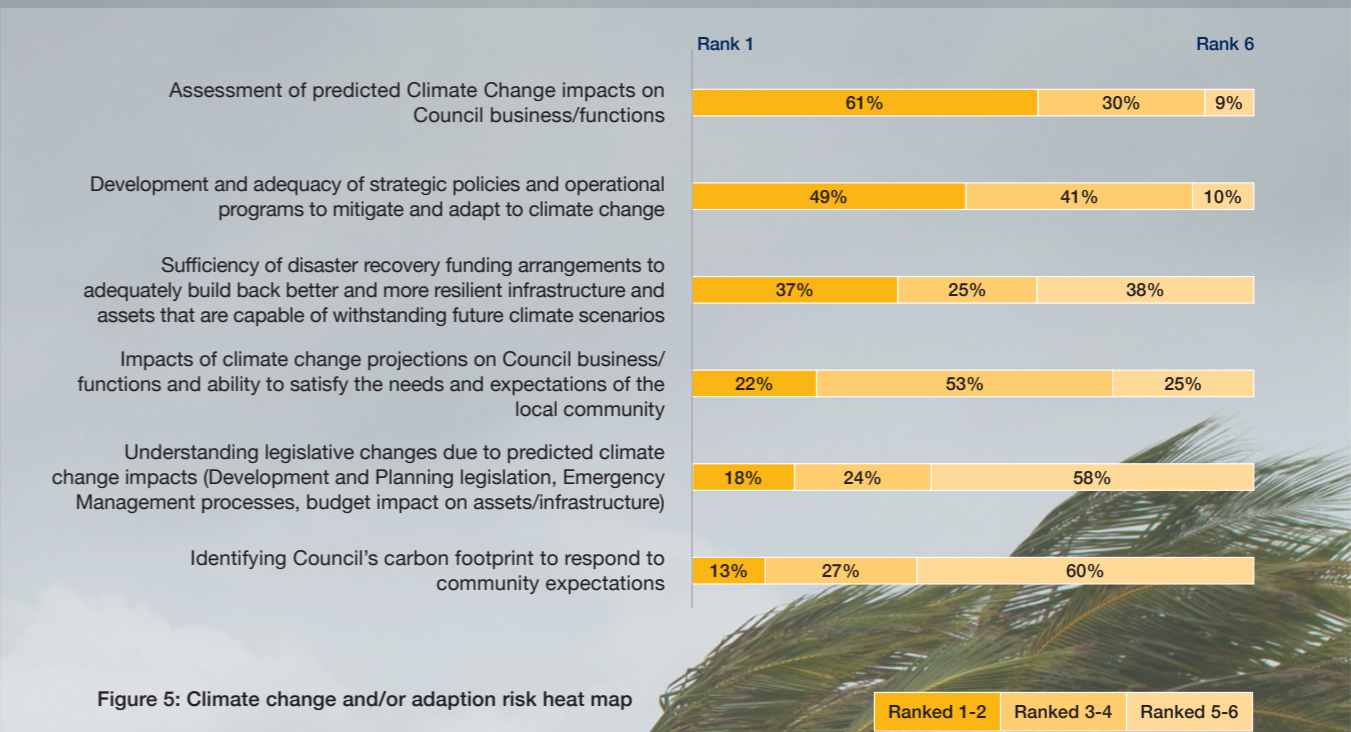 Rank 1
Rank 6
Assessment of predicted Climate Change impacts on
Council business/functions
61%
30%
9%
Development and adequacy of strategic policies and operational
programs to mitigate and adapt to climate change
49%
41%
10%
Sufficiency of disaster recovery funding arrangements to
adequately build back better and more resilient infrastructure and
assets that are capable of withstanding future climate scenarios
37%
25%
38%
Impacts of climate change projections on Council business/
functions and ability to satisfy the needs and expectations of the
local community
22%
53%
25%
Understanding legislative changes due to predicted climate
change impacts (Development and Planning legislation, Emergency
Management processes, budget impact on assets/infrastructure)
18%
24%
58%
Identifying Council’s carbon footprint to respond to
community expectations
13%
27%
60%
Figure 5: Climate change and/or adaption risk heat map
Ranked 1-2
Ranked 3-4
Ranked 5-6